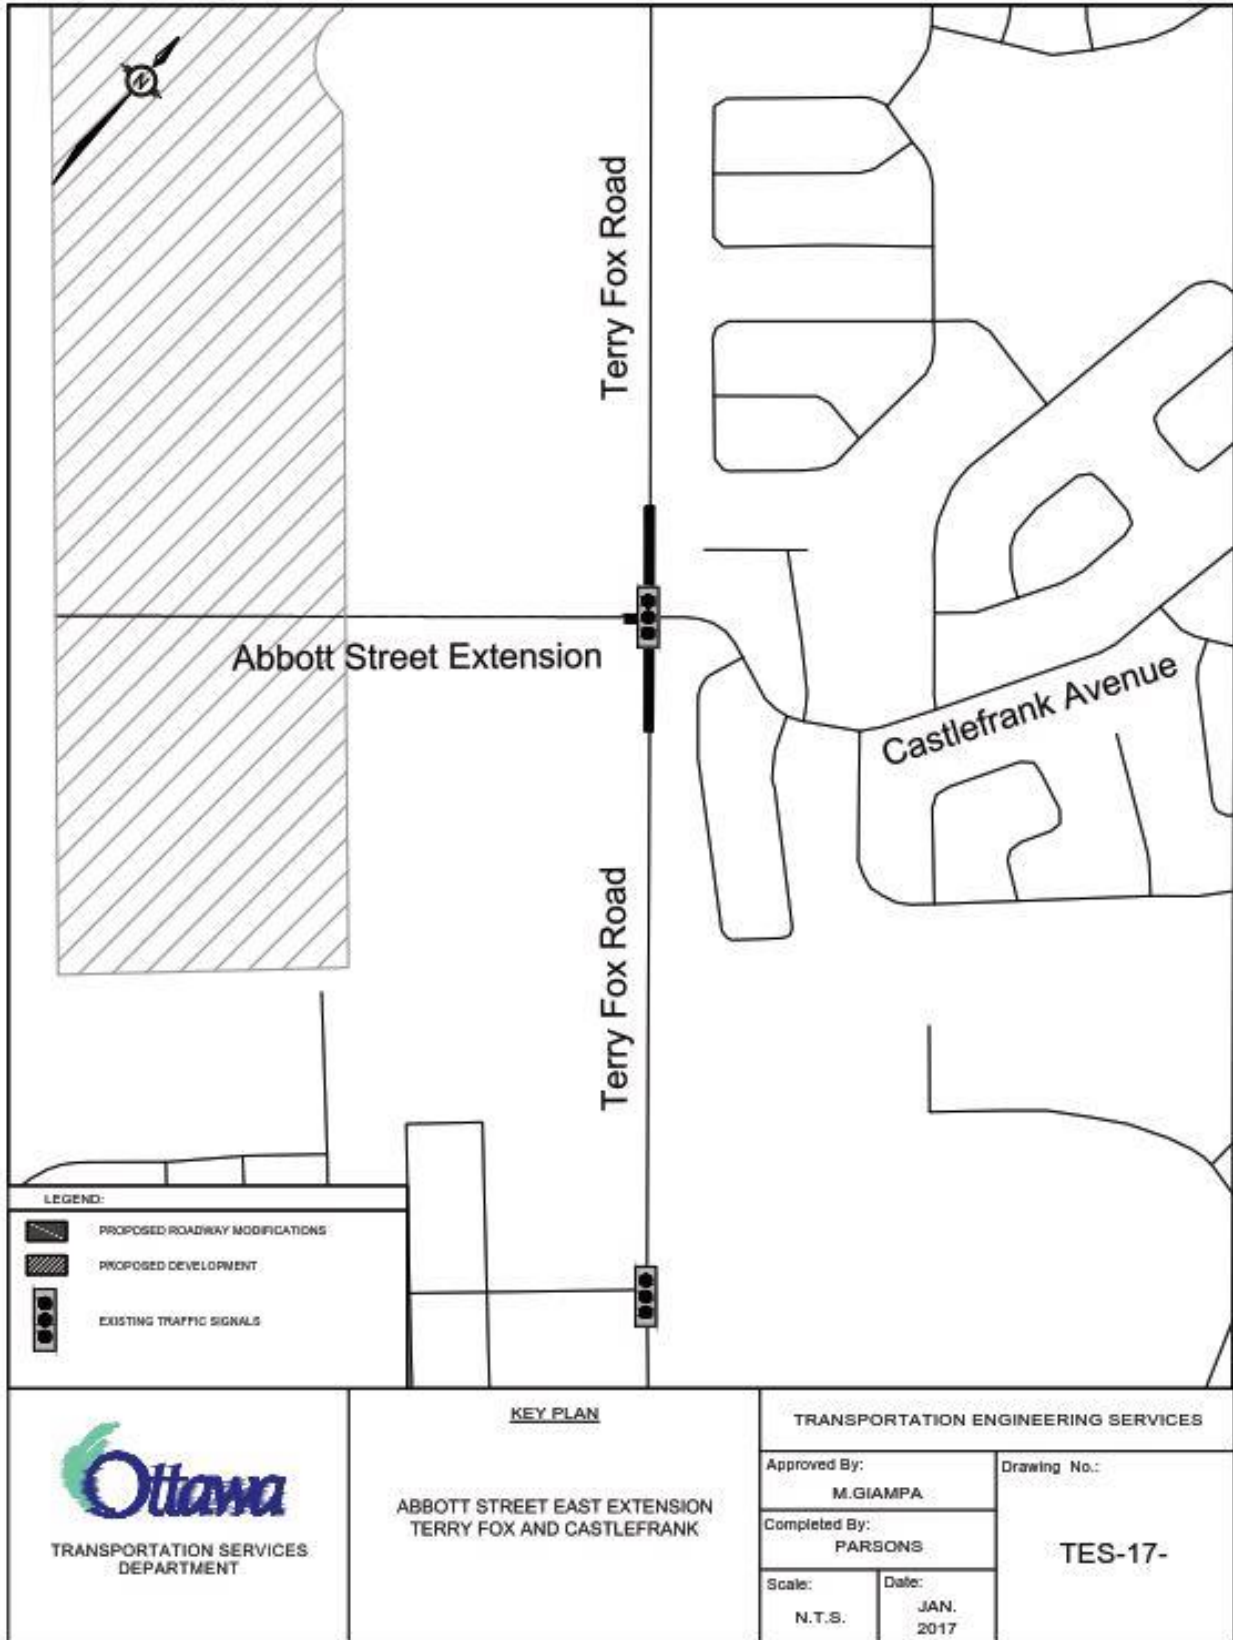 N
Terry Fox Road
Abbott Street Extension
Castlefrank Avenue
Terry Fox Road
LEGEND:
PROPOSED ROADWAY MODIFICATIONS
PROPOSED DEVELOPMENT
EXISTING TRAFFIC SIGNALS
Ottawa
TRANSPORTATION SERVICES
DEPARTMENT
KEY PLAN
ABBOTT STREET EAST EXTENSION
TERRY FOX AND CASTLEFRANK
TRANSPORTATION ENGINEERING SERVICES
Approved By:
M.GIAMPA
Completed By:
PARSONS
Scale:
N.T.S.
Date:
JAN.
2017
Drawing No.:
TES-17-